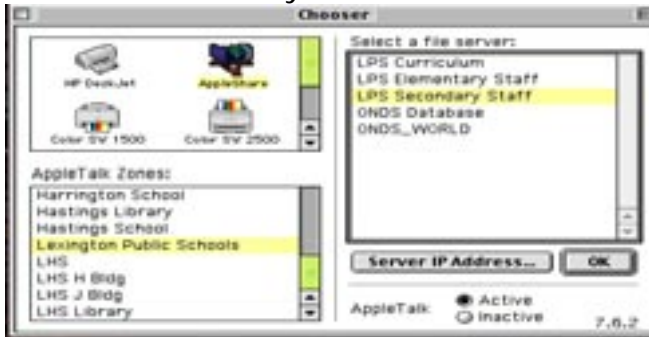 Chooser
HP DeskJet
AppleShare
Color SW 1500
Color SW 2500
AppleTalk Zones:
Harrington School
Hastings Library
Hastings School
Lexington Public Schools
LHS
LHS H Bldg
LHS J Bldg
LHS Library
Select a file server:
LPS Curriculum
LPS Elementary Staff
LPS Secondary Staff
ONDS Database
ONDS_WORLD
Server IP Address...
OK
AppleTalk
Active
Inactive
7.6.2